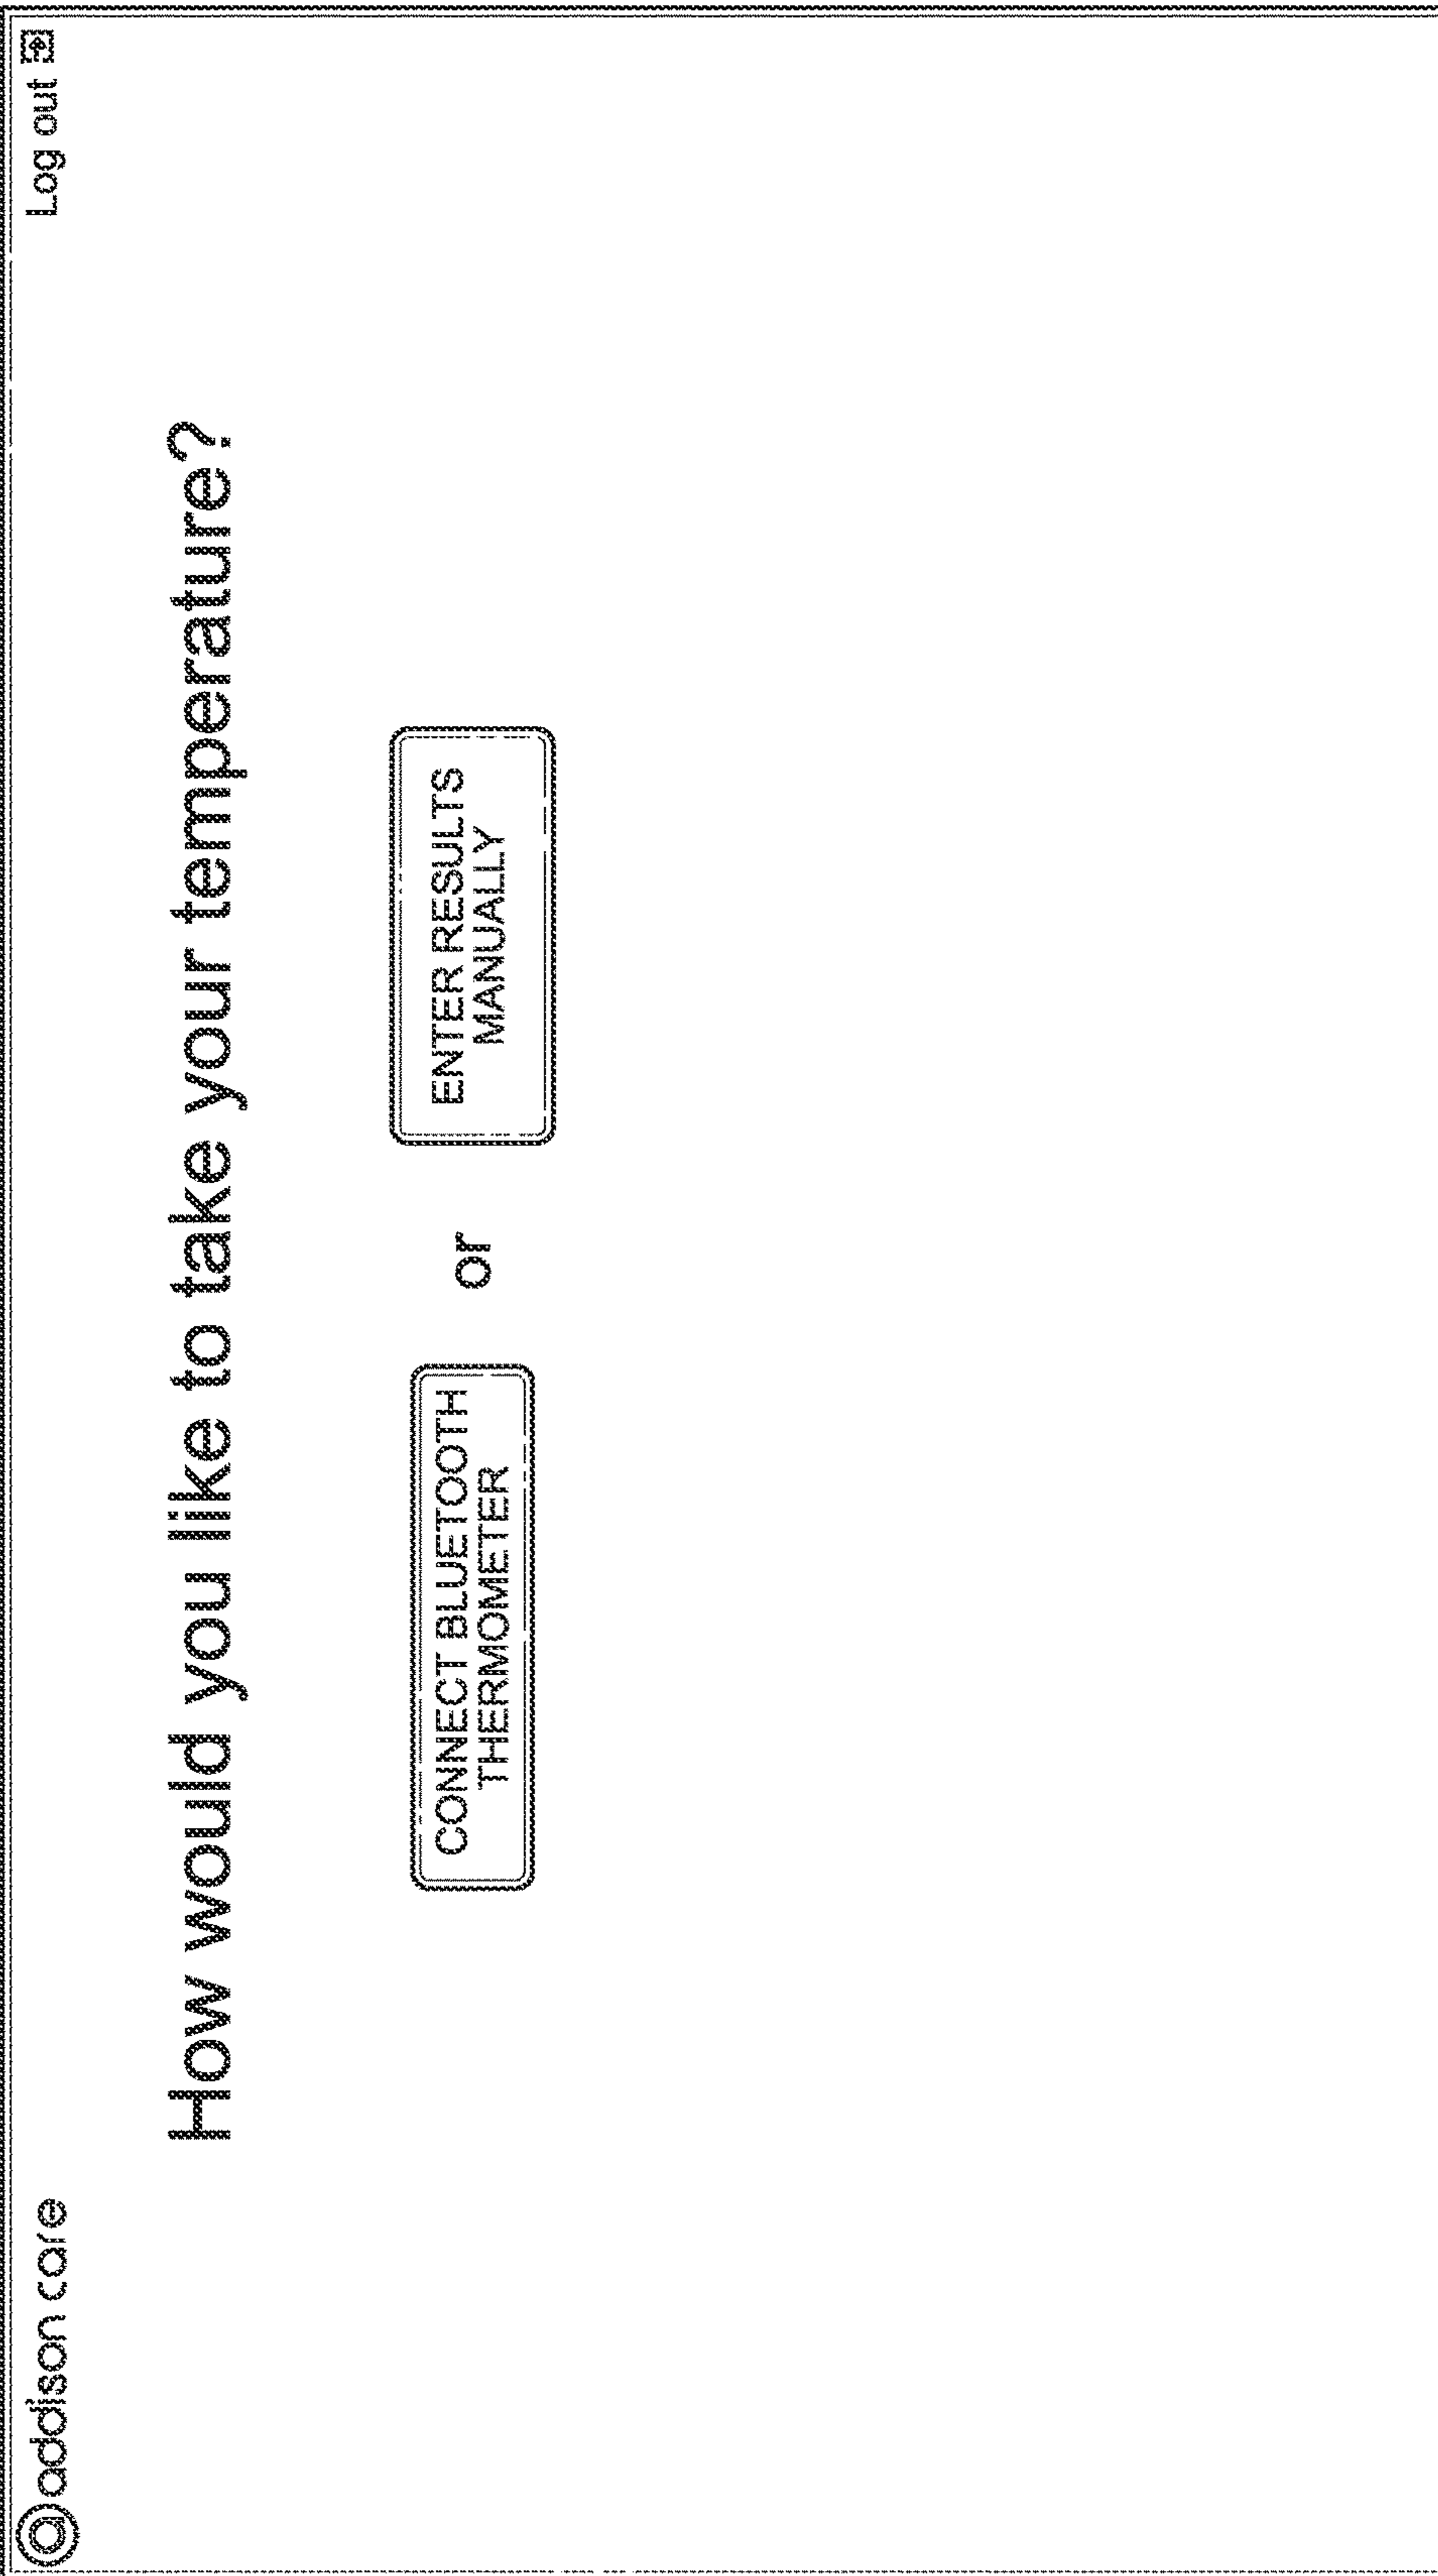 addison care
Log out
How would you like to take your temperature?
CONNECT BLUETOOTH
THERMOMETER
or
ENTER RESULTS
MANUALLY